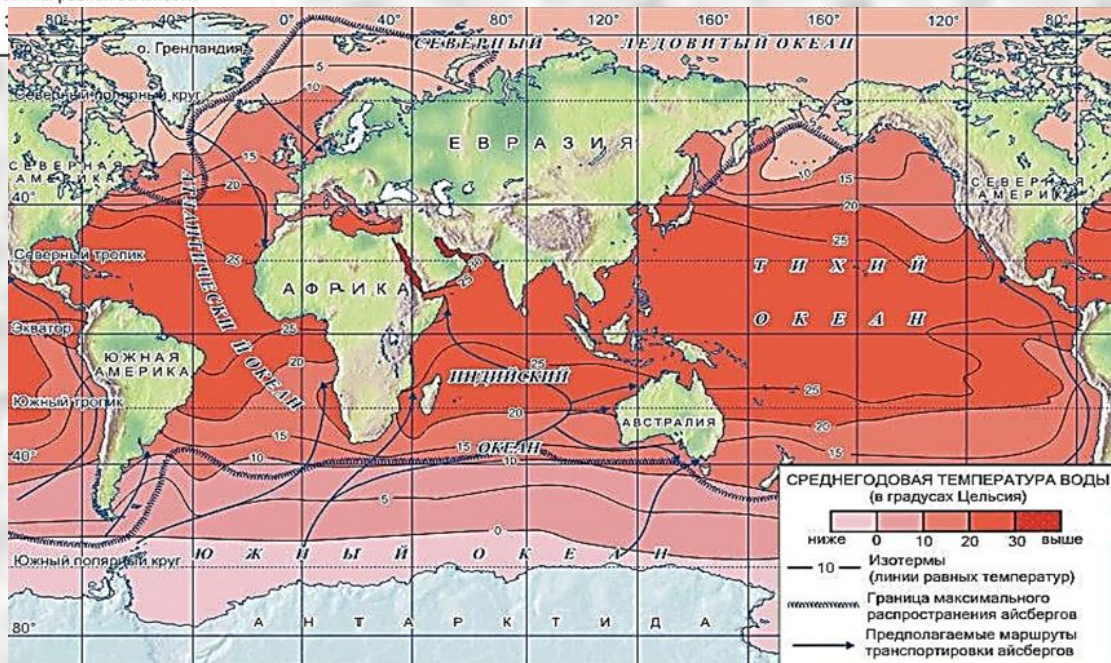 80° 40° 0° 40° 80° 120° 160° 160° 120° 80°
о. Гренландия
СЕВЕРНЫЙ ЛЕДОВИТЫЙ ОКЕАН
5
10
Северный полярный круг
ЕВРАЗИЯ
СЕВЕРНАЯ АМЕРИКА
15
20
10
15
СЕВЕРНАЯ АМЕРИКА
40°
20
АТЛАНТИЧЕСКИЙ ОКЕАН
25
25
Северный тропик
ТИХИЙ
АФРИКА
25
Экватор
25
ОКЕАН
ЮЖНАЯ АМЕРИКА
20
25
ИНДИЙСКИЙ
25
Южный тропик
20
АВСТРАЛИЯ
20
15
15
ОКЕАН
15
15
40°
10
10
5
0
Южный полярный круг
ЮЖНЫЙ ОКЕАН
АНТАРКТИДА
80°
СРЕДНЕГОДОВАЯ ТЕМПЕРАТУРА ВОДЫ
(в градусах Цельсия)
ниже 0 10 20 30 выше
10 Изотермы
(линии равных температур)
Граница максимального
распространения айсбергов
Предполагаемые маршруты
транспортировки айсбергов